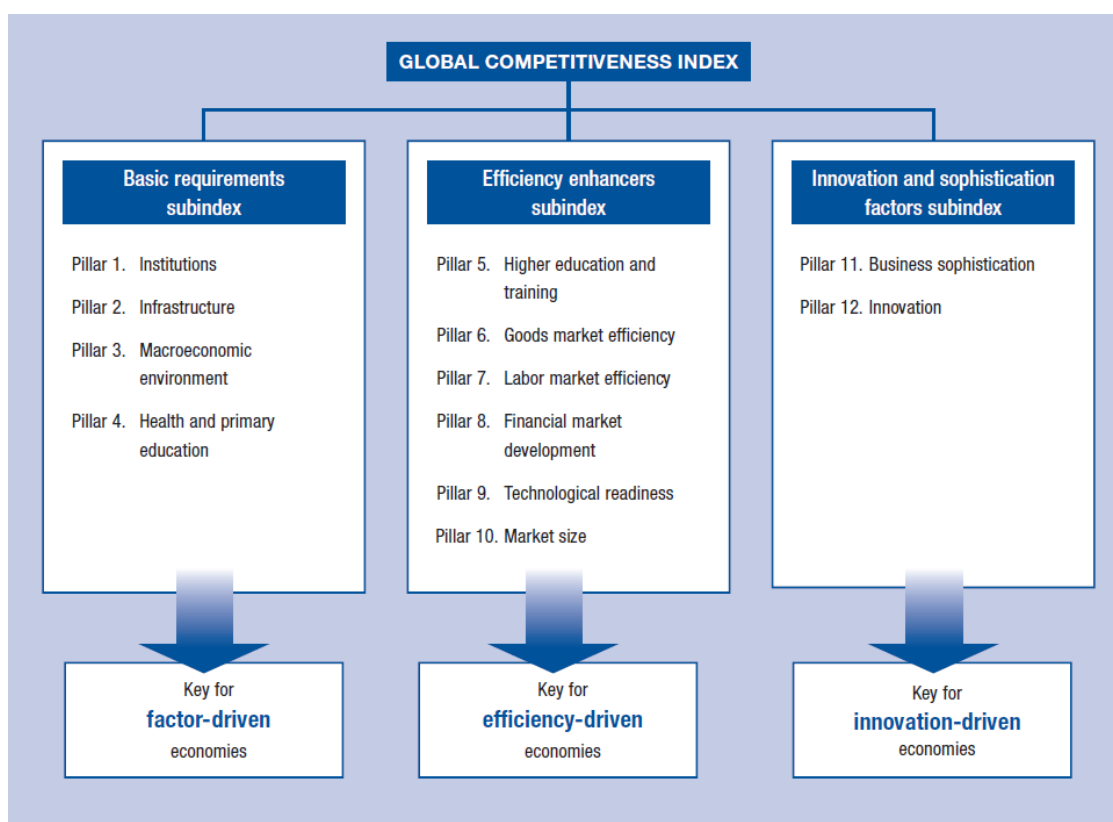 GLOBAL COMPETITIVENESS INDEX
Basic requirements
subindex
Pillar 1. Institutions
Pillar 2. Infrastructure
Pillar 3. Macroeconomic
environment
Pillar 4. Health and primary
education
Key for
factor-driven
economies
Efficiency enhancers
subindex
Pillar 5. Higher education and
training
Pillar 6. Goods market efficiency
Pillar 7. Labor market efficiency
Pillar 8. Financial market
development
Pillar 9. Technological readiness
Pillar 10. Market size
Key for
efficiency-driven
economies
Innovation and sophistication
factors subindex
Pillar 11. Business sophistication
Pillar 12. Innovation
Key for
innovation-driven
economies